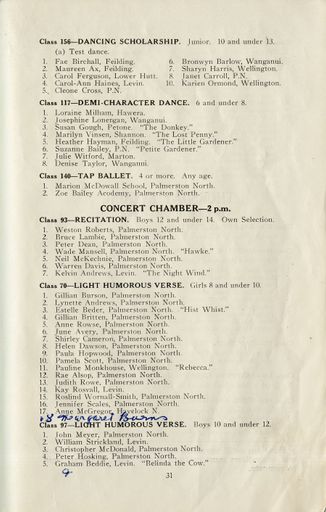 Class 156—DANCING SCHOLARSHIP. Junior. 10 and under 13.
(a) Test dance.
1. Fae Birchall, Feilding.
2. Maureen Ax, Feilding.
3. Carol Ferguson, Lower Hutt.
4. Carol-Ann Haines, Levin.
5. Cleone Cross, P.N.
6. Bronwyn Barlow, Wanganui.
7. Sharyn Harris, Wellington.
8. Janet Carroll, P.N.
10. Karien Ormond, Wellington.
Class 117—DEMI-CHARACTER DANCE. 6 and under 8.
1. Loraine Milham, Hawera.
2. Josephine Lonergan, Wanganui.
3. Susan Gough, Petone. "The Donkey."
4. Marilyn Vinsen, Shannon. "The Lost Penny."
5. Heather Hayman, Feilding. "The Little Gardener."
6. Suzanne Bailey, P.N. "Petite Gardener."
7. Julie Witford, Marton.
8. Denise Taylor, Wanganui.
Class 140—TAP BALLET. 4 or more. Any age.
1. Marion McDowall School, Palmerston North.
2. Zoe Bailey Acodemy, Palmerston North.
CONCERT CHAMBER—2 p.m.
Class 93—RECITATION. Boys 12 and under 14. Own Selection.
1. Weston Roberts, Palmerston North.
2. Bruce Lambie, Palmerston North.
3. Peter Dean, Palmerston North.
4. Wade Mansell, Palmerston North. "Hawke."
5. Neil McKechnie, Palmerston North.
6. Warren Davis, Palmerston North.
7. Kelvin Andrews, Levin. "The Night Wind."
Class 70—LIGHT HUMOROUS VERSE. Girls 8 and under 10.
1. Gillian Burson, Palmerston North.
2. Lynette Andrews, Palmerston North.
3. Estelle Beder, Palmerston North. "Hist Whist."
4. Gillian Britten, Palmerston North.
5. Anne Rowse, Palmerston North.
6. June Avery, Palmerston North.
7. Shirley Cameron, Palmerston North.
8. Helen Dawson, Palmerston North.
9. Paula Hopwood, Palmerston North.
10. Pamela Scott, Palmerston North.
11. Pauline Monkhouse, Wellington. "Rebecca."
12. Rae Alsop, Palmerston North.
13. Judith Rowe, Palmerston North.
14. Kay Rosvall, Levin.
15. Roslind Wornall-Smith, Palmerston North.
16. Jennifer Scales, Palmerston North.
17. Anne McGregor, Havelock N.
18 Margaret Burns
Class 97—LIGHT HUMOROUS VERSE. Boys 10 and under 12.
1. John Meyer, Palmerston North.
2. William Strickland, Levin.
3. Christopher McDonald, Palmerston North.
4. Peter Hosking, Palmerston North.
5. Graham Beddie, Levin. "Belinda the Cow."
31